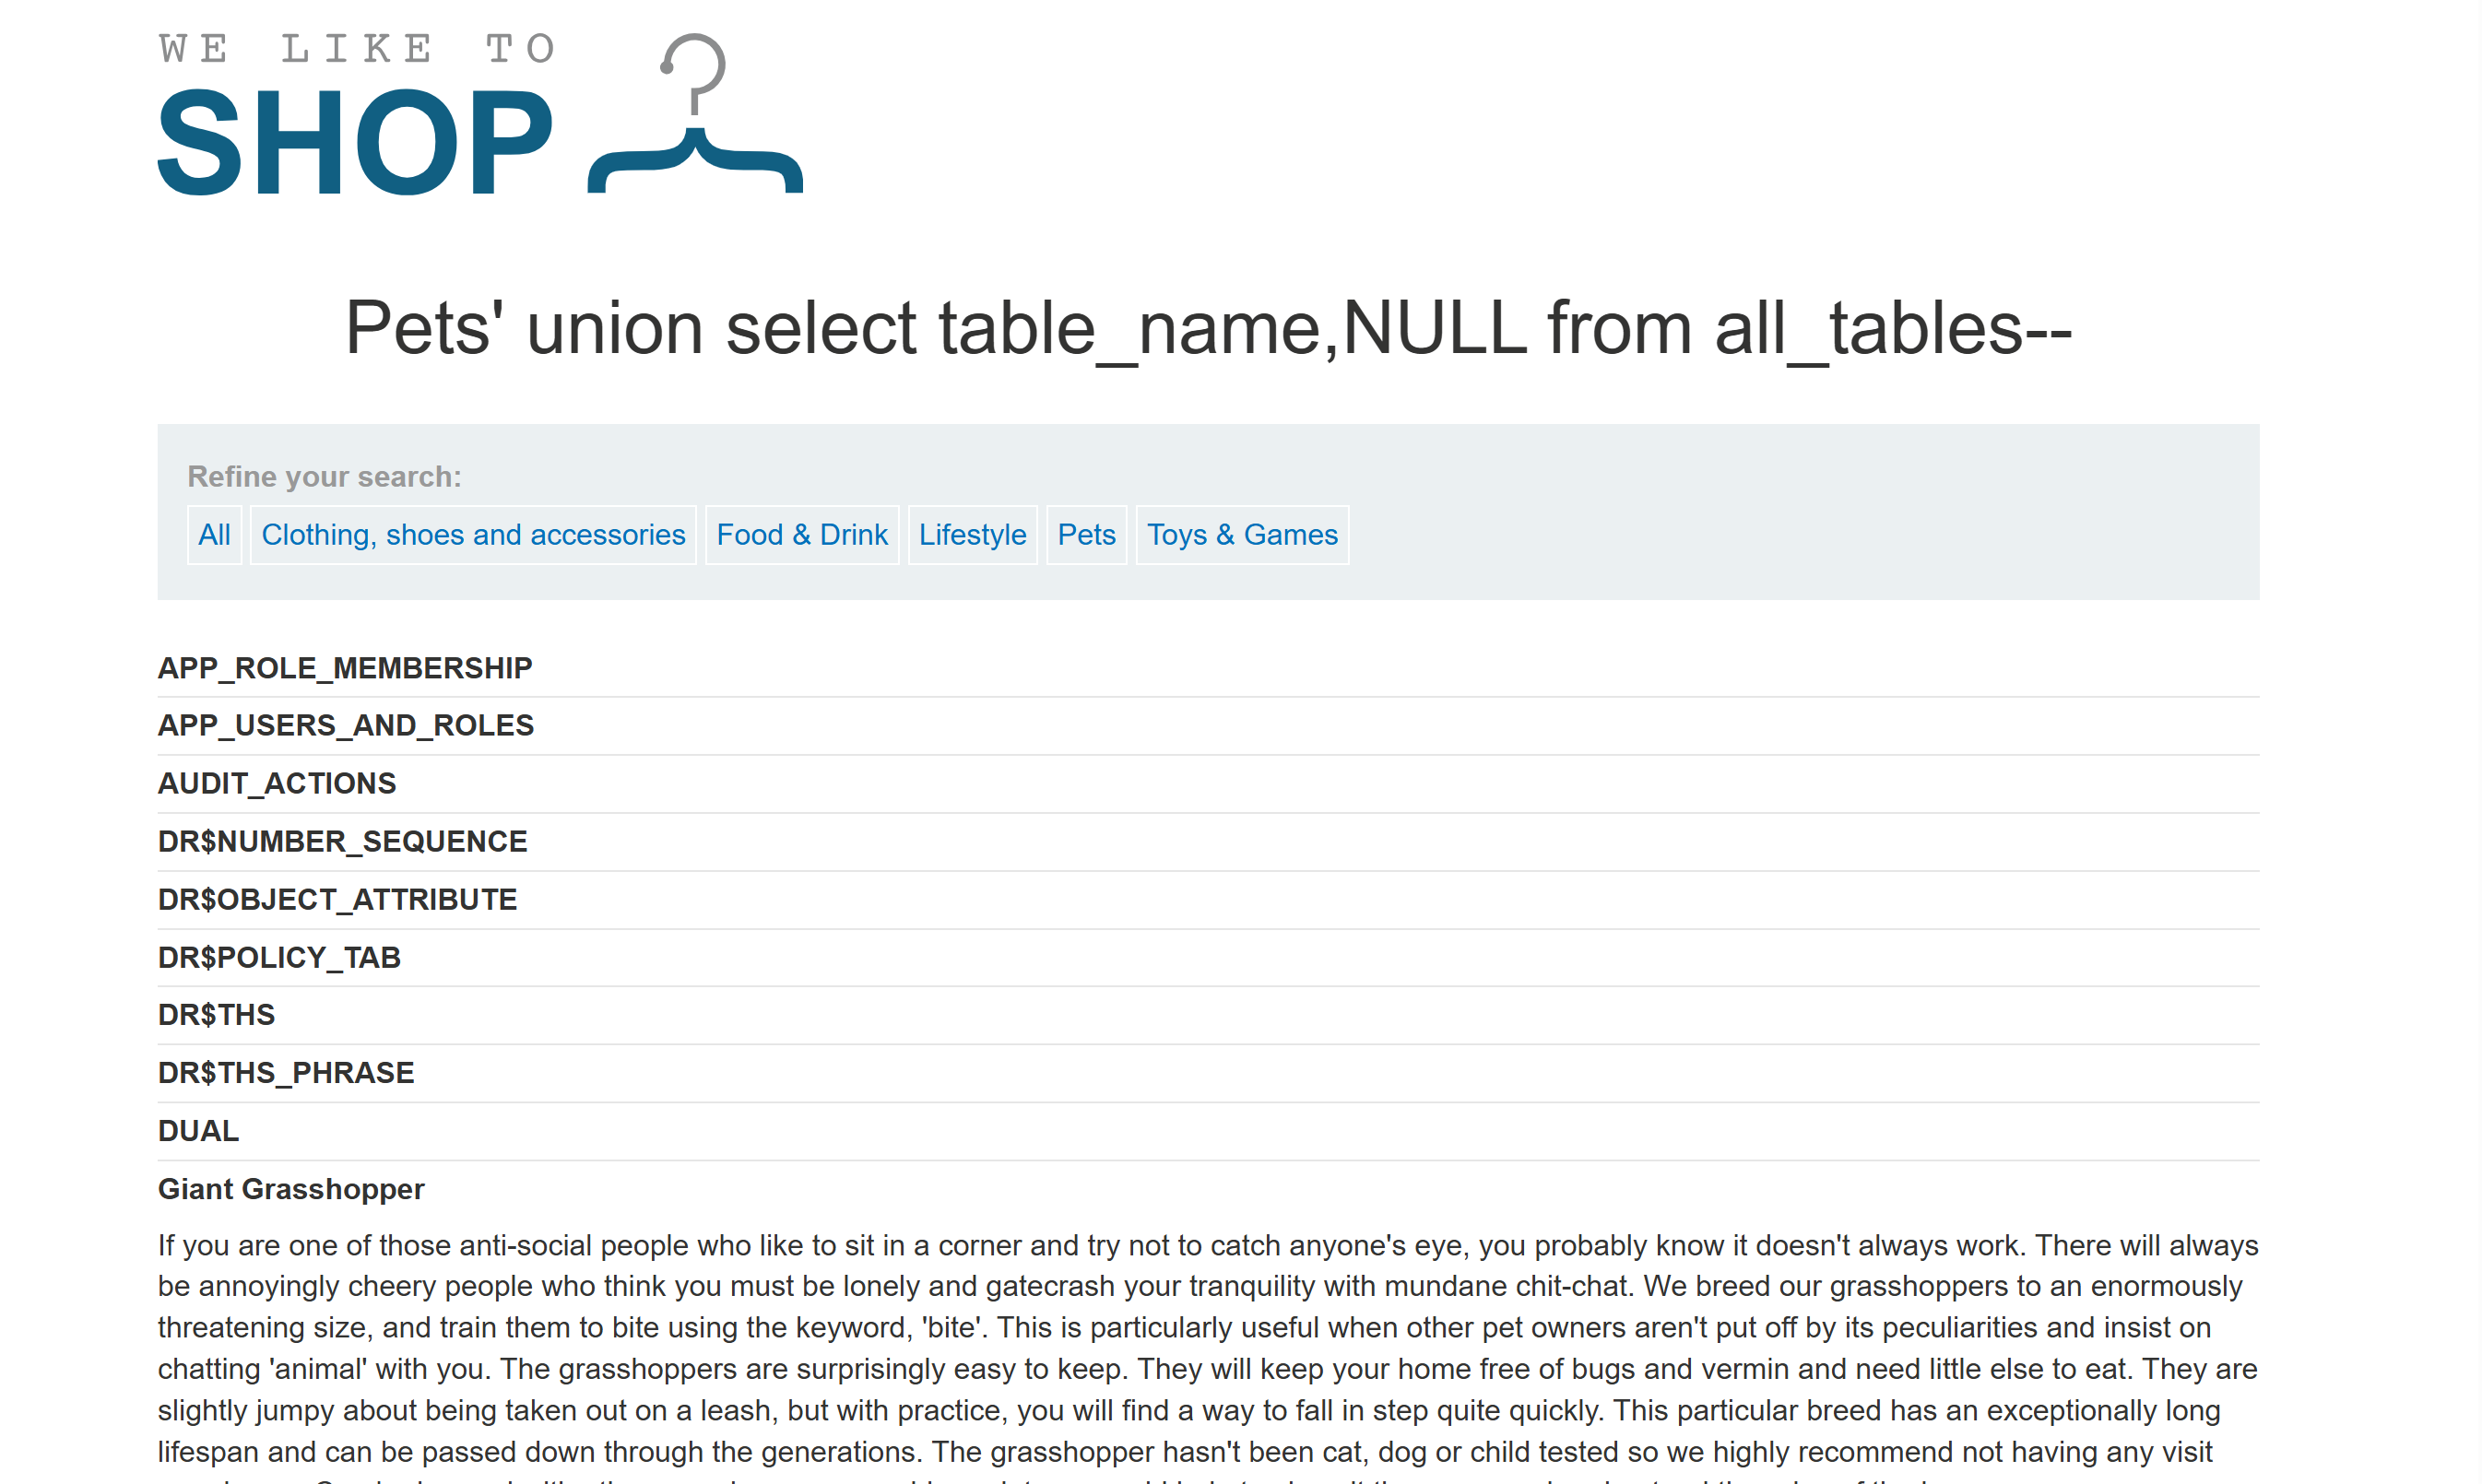 WE LIKE TO
SHOP
Pets' union select table_name,NULL from all_tables--
Refine your search:
All Clothing, shoes and accessories Food & Drink Lifestyle Pets Toys & Games
APP_ROLE_MEMBERSHIP
APP_USERS_AND_ROLES
AUDIT_ACTIONS
DR$NUMBER_SEQUENCE
DR$OBJECT_ATTRIBUTE
DR$POLICY_TAB
DR$THS
DR$THS_PHRASE
DUAL
Giant Grasshopper
If you are one of those anti-social people who like to sit in a corner and try not to catch anyone's eye, you probably know it doesn't always work. There will always
be annoyingly cheery people who think you must be lonely and gatecrash your tranquility with mundane chit-chat. We breed our grasshoppers to an enormously
threatening size, and train them to bite using the keyword, 'bite'. This is particularly useful when other pet owners aren't put off by its peculiarities and insist on
chatting 'animal' with you. The grasshoppers are surprisingly easy to keep. They will keep your home free of bugs and vermin and need little else to eat. They are
slightly jumpy about being taken out on a leash, but with practice, you will find a way to fall in step quite quickly. This particular breed has an exceptionally long
lifespan and can be passed down through the generations. The grasshopper hasn't been cat, dog or child tested so we highly recommend not having any visit